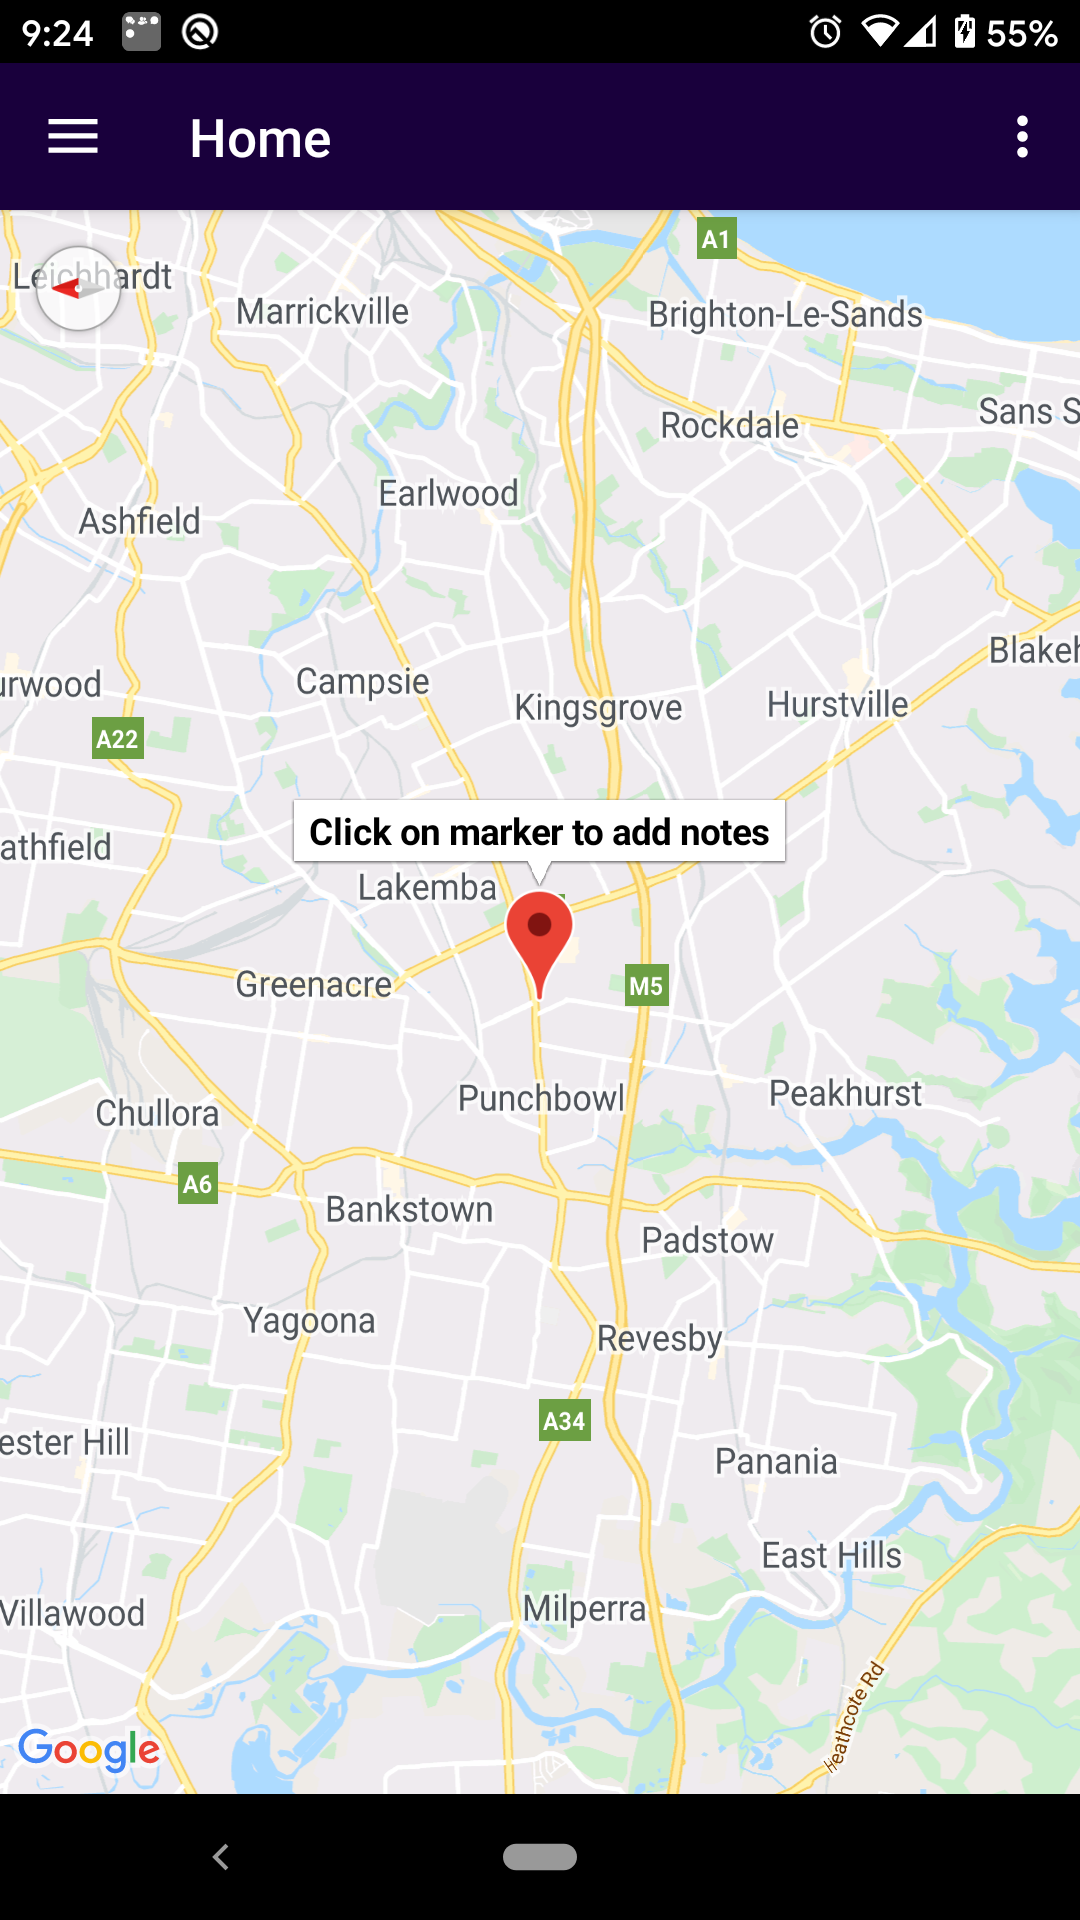 9:24
55%
Home
A1
Leichhardt
Marrickville
Brighton-Le-Sands
Sans S
Rockdale
Earlwood
Ashfield
Blakeh
urwood
Campsie
Kingsgrove
Hurstville
A22
Click on marker to add notes
athfield
Lakemba
Greenacre
M5
Punchbowl
Peakhurst
Chullora
A6
Bankstown
Padstow
Yagoona
Revesby
A34
ester Hill
Panania
East Hills
Villawood
Milperra
Heathcote Rd
Google